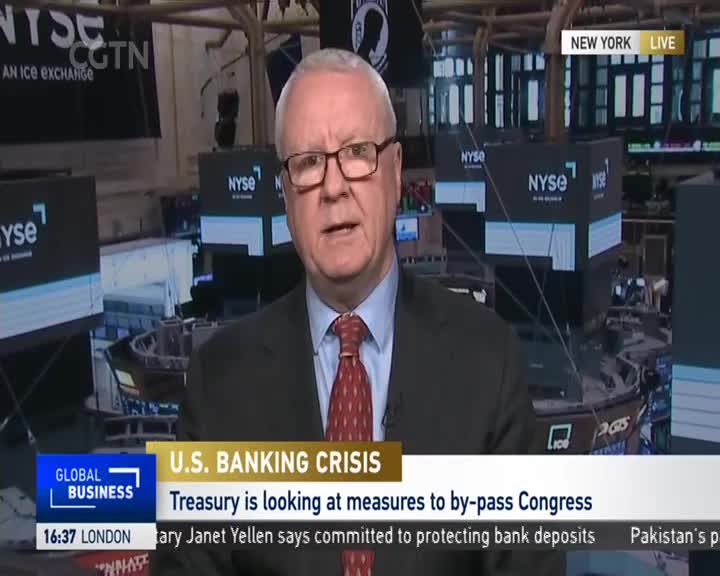 NYSE
AN ICE EXCHANGE
CGTN
NEW YORK LIVE
NYSE
NYSE
NYSE
NYSE
ice
U.S. BANKING CRISIS
Treasury is looking at measures to by-pass Congress
GLOBAL
BUSINESS
16:37 LONDON
tary Janet Yellen says committed to protecting bank deposits Pakistan's p